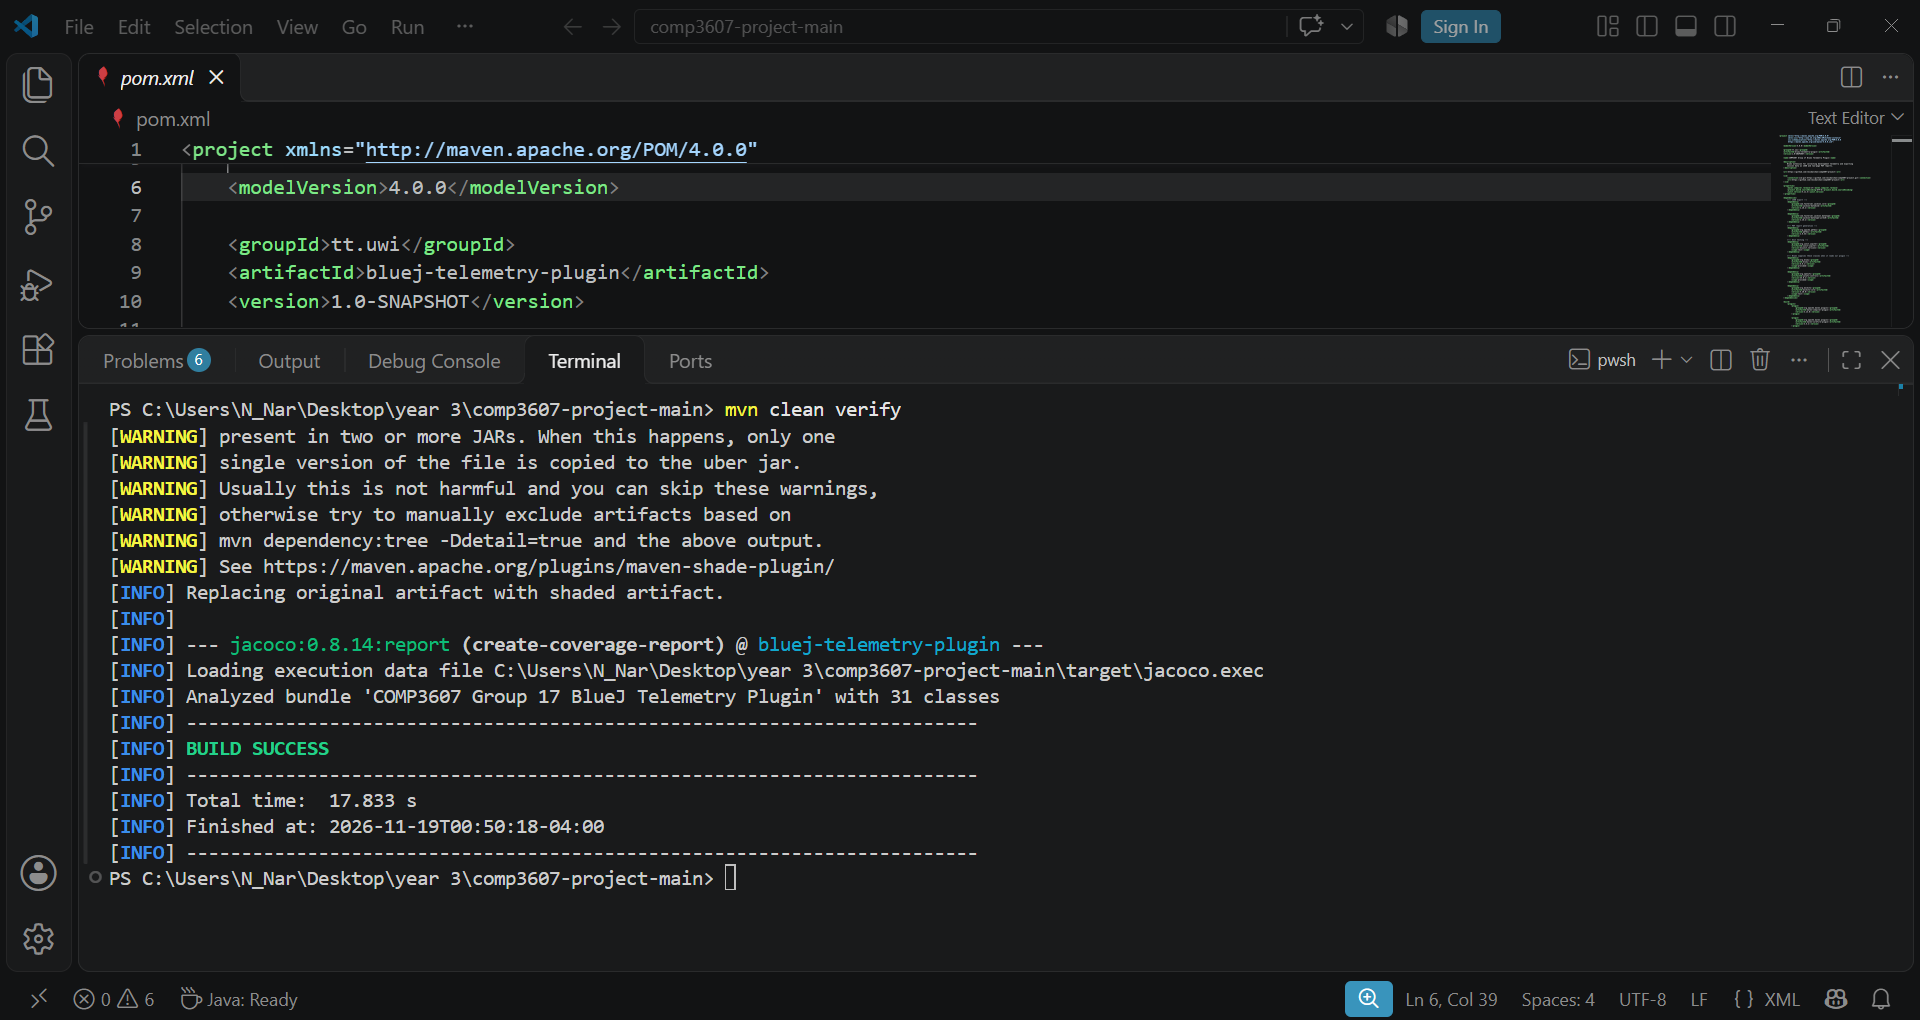 File Edit Selection View Go Run ··· comp3607-project-main Sign In
pom.xml
pom.xml
Text Editor
1 <project xmlns="http://maven.apache.org/POM/4.0.0"
6 <modelVersion>4.0.0</modelVersion>
7
8 <groupId>tt.uwi</groupId>
9 <artifactId>bluej-telemetry-plugin</artifactId>
10 <version>1.0-SNAPSHOT</version>
11
Problems 6 Output Debug Console Terminal Ports pwsh
PS C:\Users\N_Nar\Desktop\year 3\comp3607-project-main> mvn clean verify
[WARNING] present in two or more JARs. When this happens, only one
[WARNING] single version of the file is copied to the uber jar.
[WARNING] Usually this is not harmful and you can skip these warnings,
[WARNING] otherwise try to manually exclude artifacts based on
[WARNING] mvn dependency:tree -Ddetail=true and the above output.
[WARNING] See https://maven.apache.org/plugins/maven-shade-plugin/
[INFO] Replacing original artifact with shaded artifact.
[INFO]
[INFO] --- jacoco:0.8.14:report (create-coverage-report) @ bluej-telemetry-plugin ---
[INFO] Loading execution data file C:\Users\N_Nar\Desktop\year 3\comp3607-project-main\target\jacoco.exec
[INFO] Analyzed bundle 'COMP3607 Group 17 BlueJ Telemetry Plugin' with 31 classes
[INFO] ------------------------------------------------------------------------
[INFO] BUILD SUCCESS
[INFO] ------------------------------------------------------------------------
[INFO] Total time:  17.833 s
[INFO] Finished at: 2026-11-19T00:50:18-04:00
[INFO] ------------------------------------------------------------------------
PS C:\Users\N_Nar\Desktop\year 3\comp3607-project-main>
0 6 Java: Ready Ln 6, Col 39 Spaces: 4 UTF-8 LF { } XML